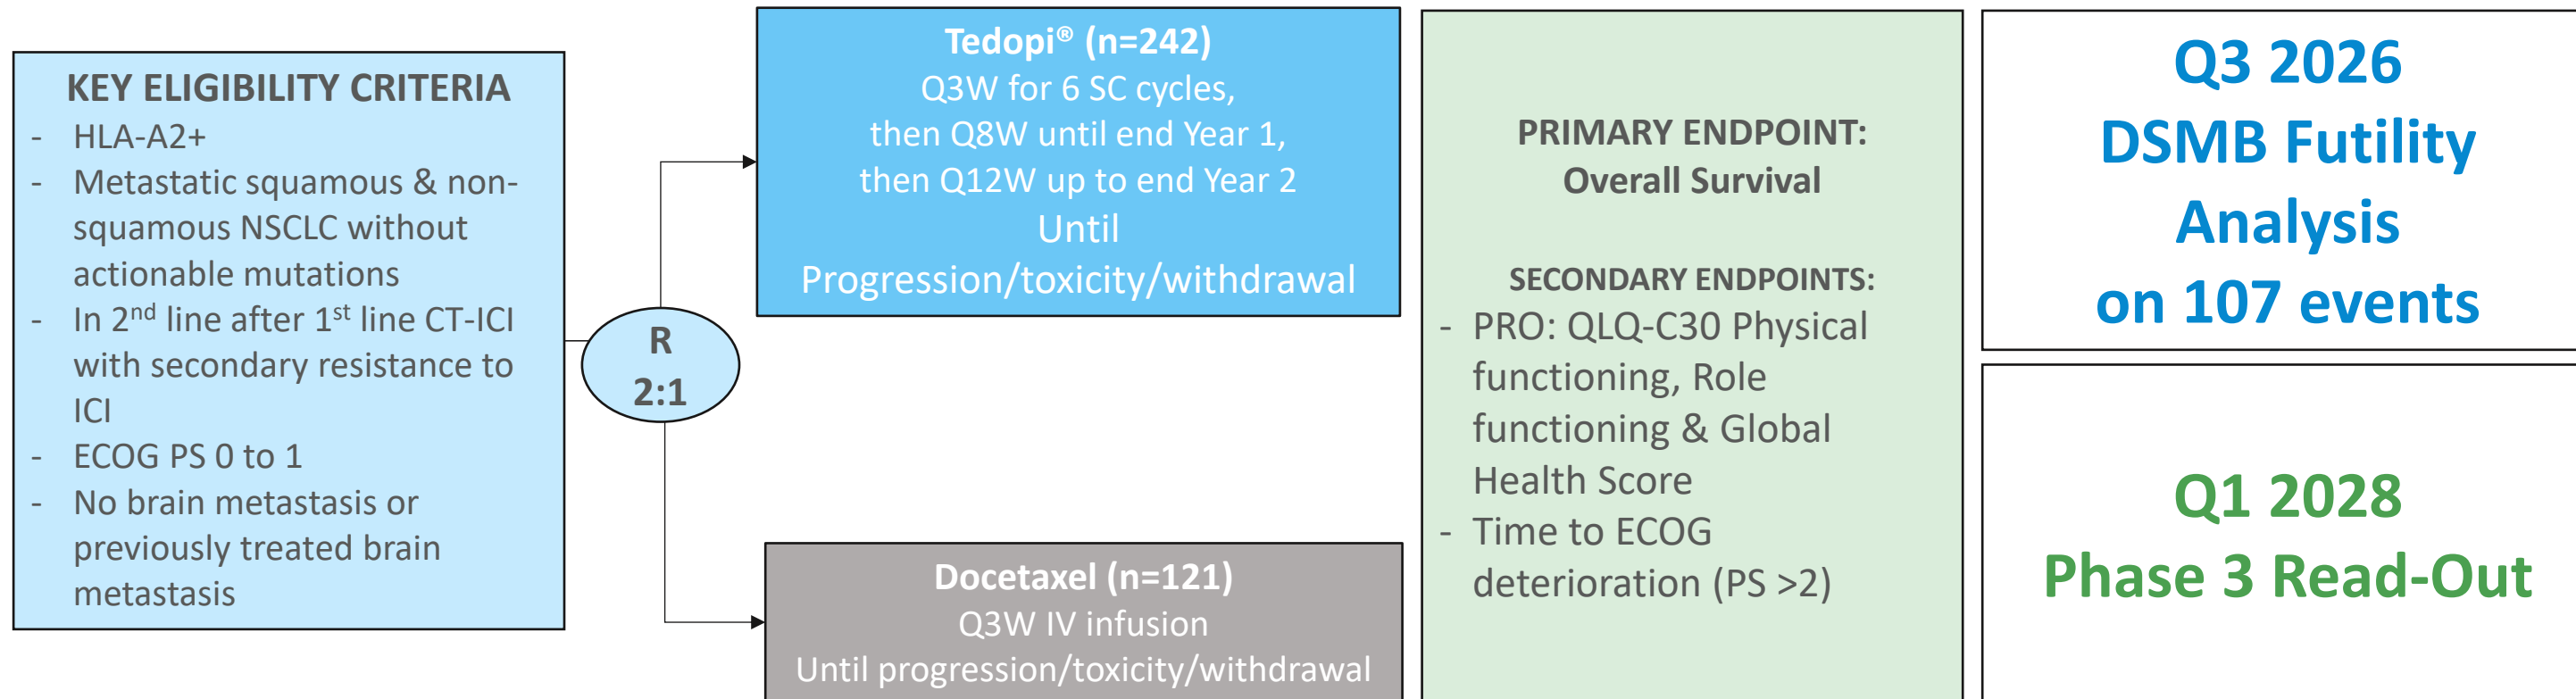 KEY ELIGIBILITY CRITERIA
- HLA-A2+
- Metastatic squamous & non-
squamous NSCLC without
actionable mutations
- In 2nd line after 1st line CT-ICI
with secondary resistance to
ICI
- ECOG PS 0 to 1
- No brain metastasis or
previously treated brain
metastasis
R
2:1
Tedopi® (n=242)
Q3W for 6 SC cycles,
then Q8W until end Year 1,
then Q12W up to end Year 2
Until
Progression/toxicity/withdrawal
Docetaxel (n=121)
Q3W IV infusion
Until progression/toxicity/withdrawal
PRIMARY ENDPOINT:
Overall Survival
SECONDARY ENDPOINTS:
- PRO: QLQ-C30 Physical
functioning, Role
functioning & Global
Health Score
- Time to ECOG
deterioration (PS >2)
Q3 2026
DSMB Futility
Analysis
on 107 events
Q1 2028
Phase 3 Read-Out